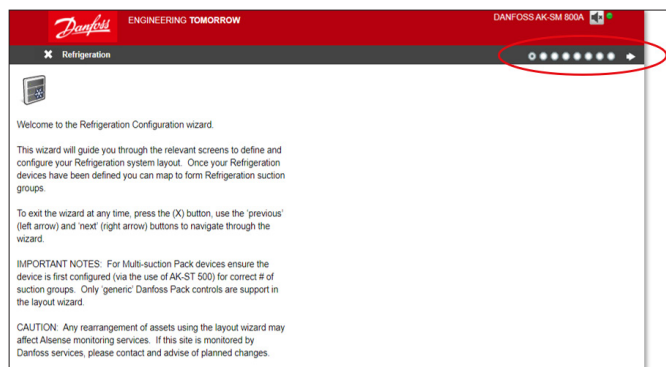 Danfoss
ENGINEERING TOMORROW
DANFOSS AK-SM 800A
Refrigeration
Welcome to the Refrigeration Configuration wizard.
This wizard will guide you through the relevant screens to define and
configure your Refrigeration system layout. Once your Refrigeration
devices have been defined you can map to form Refrigeration suction
groups.
To exit the wizard at any time, press the (X) button, use the 'previous'
(left arrow) and 'next' (right arrow) buttons to navigate through the
wizard.
IMPORTANT NOTES: For Multi-suction Pack devices ensure the
device is first configured (via the use of AK-ST 500) for correct # of
suction groups. Only 'generic' Danfoss Pack controls are support in
the layout wizard.
CAUTION: Any rearrangement of assets using the layout wizard may
affect Alsense monitoring services. If this site is monitored by
Danfoss services, please contact and advise of planned changes.